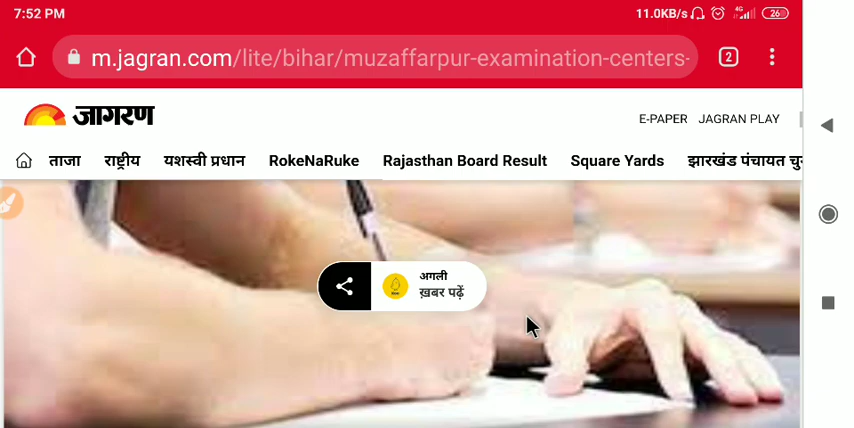 7:52 PM 11.0KB/s 4G 26
m.jagran.com/lite/bihar/muzaffarpur-examination-centers-
2
जागरण
E-PAPER JAGRAN PLAY
ताजा राष्ट्रीय यशस्वी प्रधान RokeNaRuke Rajasthan Board Result Square Yards झारखंड पंचायत चु
अगली
ख़बर पढ़ें